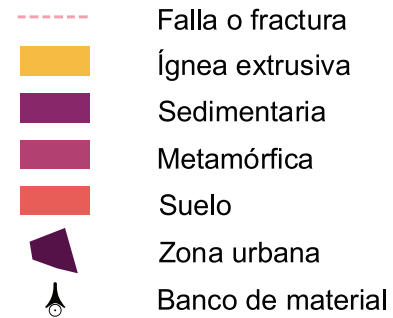 Falla o fractura
Ígnea extrusiva
Sedimentaria
Metamórfica
Suelo
Zona urbana
Banco de material